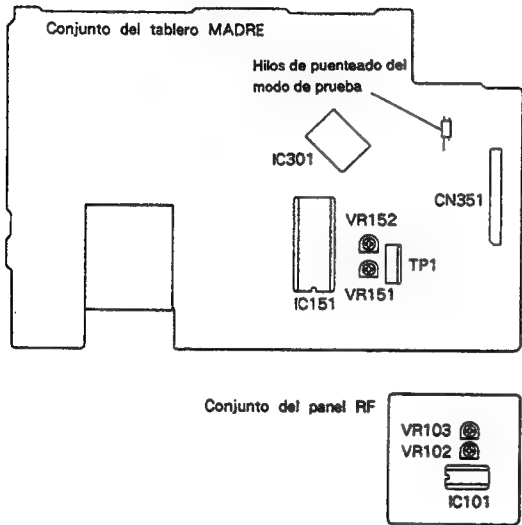 Conjunto del tablero MADRE
Hilos de puenteado del
modo de prueba
IC301
CN351
VR152
TP1
IC151
VR151
Conjunto del panel RF
VR103
VR102
IC101